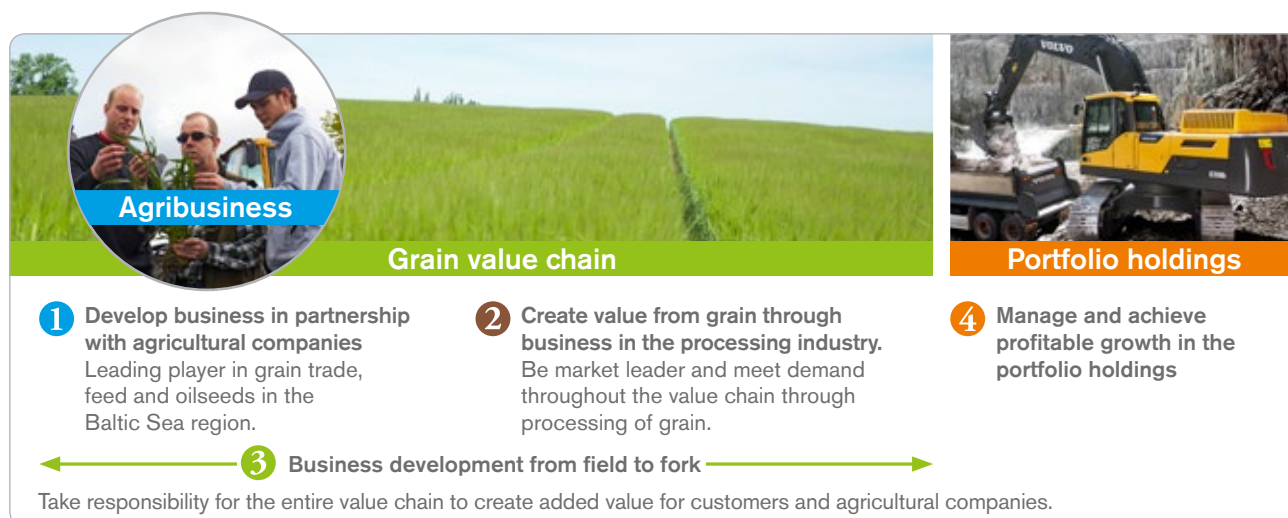 VOLVO
Agribusiness
Grain value chain
Portfolio holdings
1 Develop business in partnership
with agricultural companies
Leading player in grain trade,
feed and oilseeds in the
Baltic Sea region.
2 Create value from grain through
business in the processing industry.
Be market leader and meet demand
throughout the value chain through
processing of grain.
4 Manage and achieve
profitable growth in the
portfolio holdings
3 Business development from field to fork
Take responsibility for the entire value chain to create added value for customers and agricultural companies.